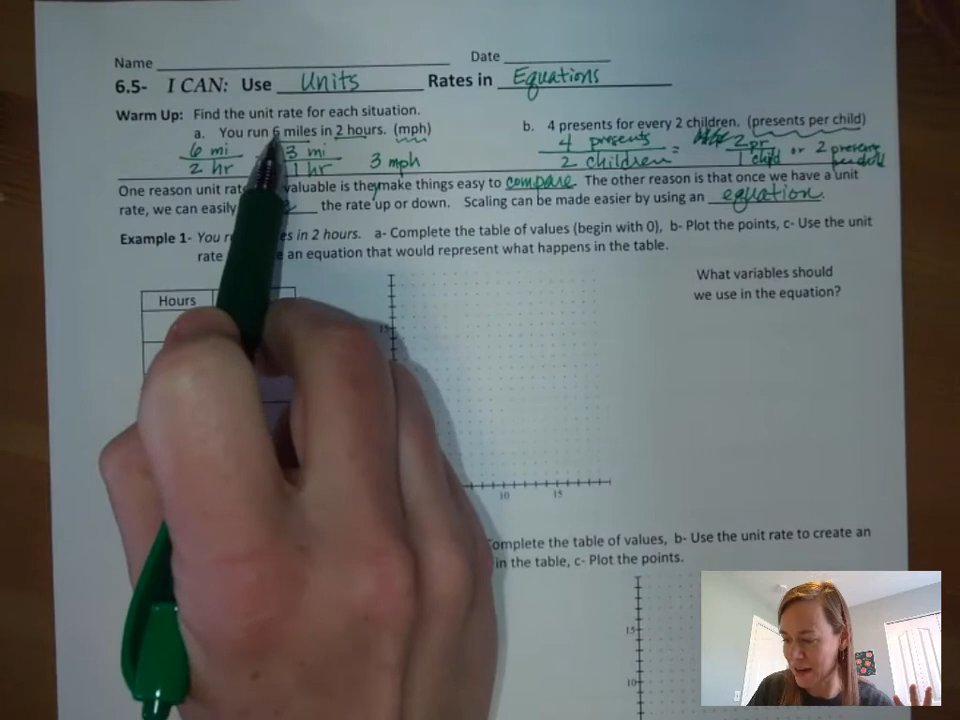 Name Date
6.5- I CAN: Use Units Rates in Equations
Warm Up: Find the unit rate for each situation.
a. You run 6 miles in 2 hours. (mph)
6 mi 3 mi 3 mph
2 hr 1 hr
b. 4 presents for every 2 children. (presents per child)
4 presents = 2 pr or 2 presents
2 children 1 child per child
One reason unit valuable is they make things easy to compare. The other reason is that once we have a unit
rate, we can easily the rate up or down. Scaling can be made easier by using an equation.
Example 1- You in 2 hours. a- Complete the table of values (begin with 0), b- Plot the points, c- Use the unit
rate an equation that would represent what happens in the table.
Hours
15
10 15
What variables should
we use in the equation?
Complete the table of values, b- Use the unit rate to create an
in the table, c- Plot the points.
15
10